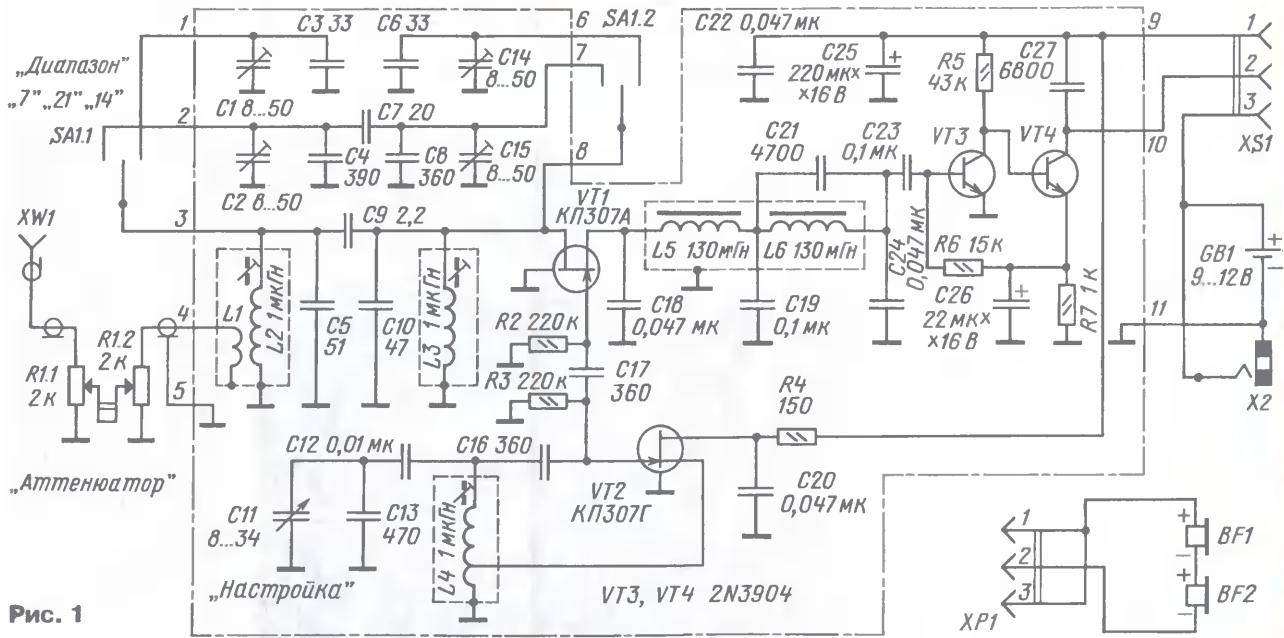 1
C3 33
C6 33
6
SA1.2
C22 0,047 мк
9
1
2
3
XS1
7
C14
8...50
C25
220 мк×
×16 В
R5
43 к
C27
6800
„Диапазон”
„7” „21” „14”
SA1.1
C1 8...50
2
C7 20
C2 8...50
C4
390
C8
360
C15
8...50
8
C21
4700
C23
0,1 мк
VT3
VT4
10
XW1
3
C9 2,2
VT1
КП307А
L5 130 мГн
L6 130 мГн
C24
0,047 мк
R6 15 к
GB1
9...12 В
+
–
4
L1
L2 1 мкГн
C5
51
C10
47
L3 1 мкГн
R2 220 к
C18
0,047 мк
C19
0,1 мк
C26
22 мк×
×16 В
R7 1 к
11
R1.1
2 к
R1.2
2 к
5
R3 220 к
C17
360
R4
150
X2
„Аттенюатор”
C12 0,01 мк
C16 360
C11
8...34
C13
470
L4 1 мкГн
VT2
КП307Г
C20
0,047 мк
„Настройка”
VT3, VT4 2N3904
1
2
3
XP1
+
–
BF1
+
–
BF2
Рис. 1